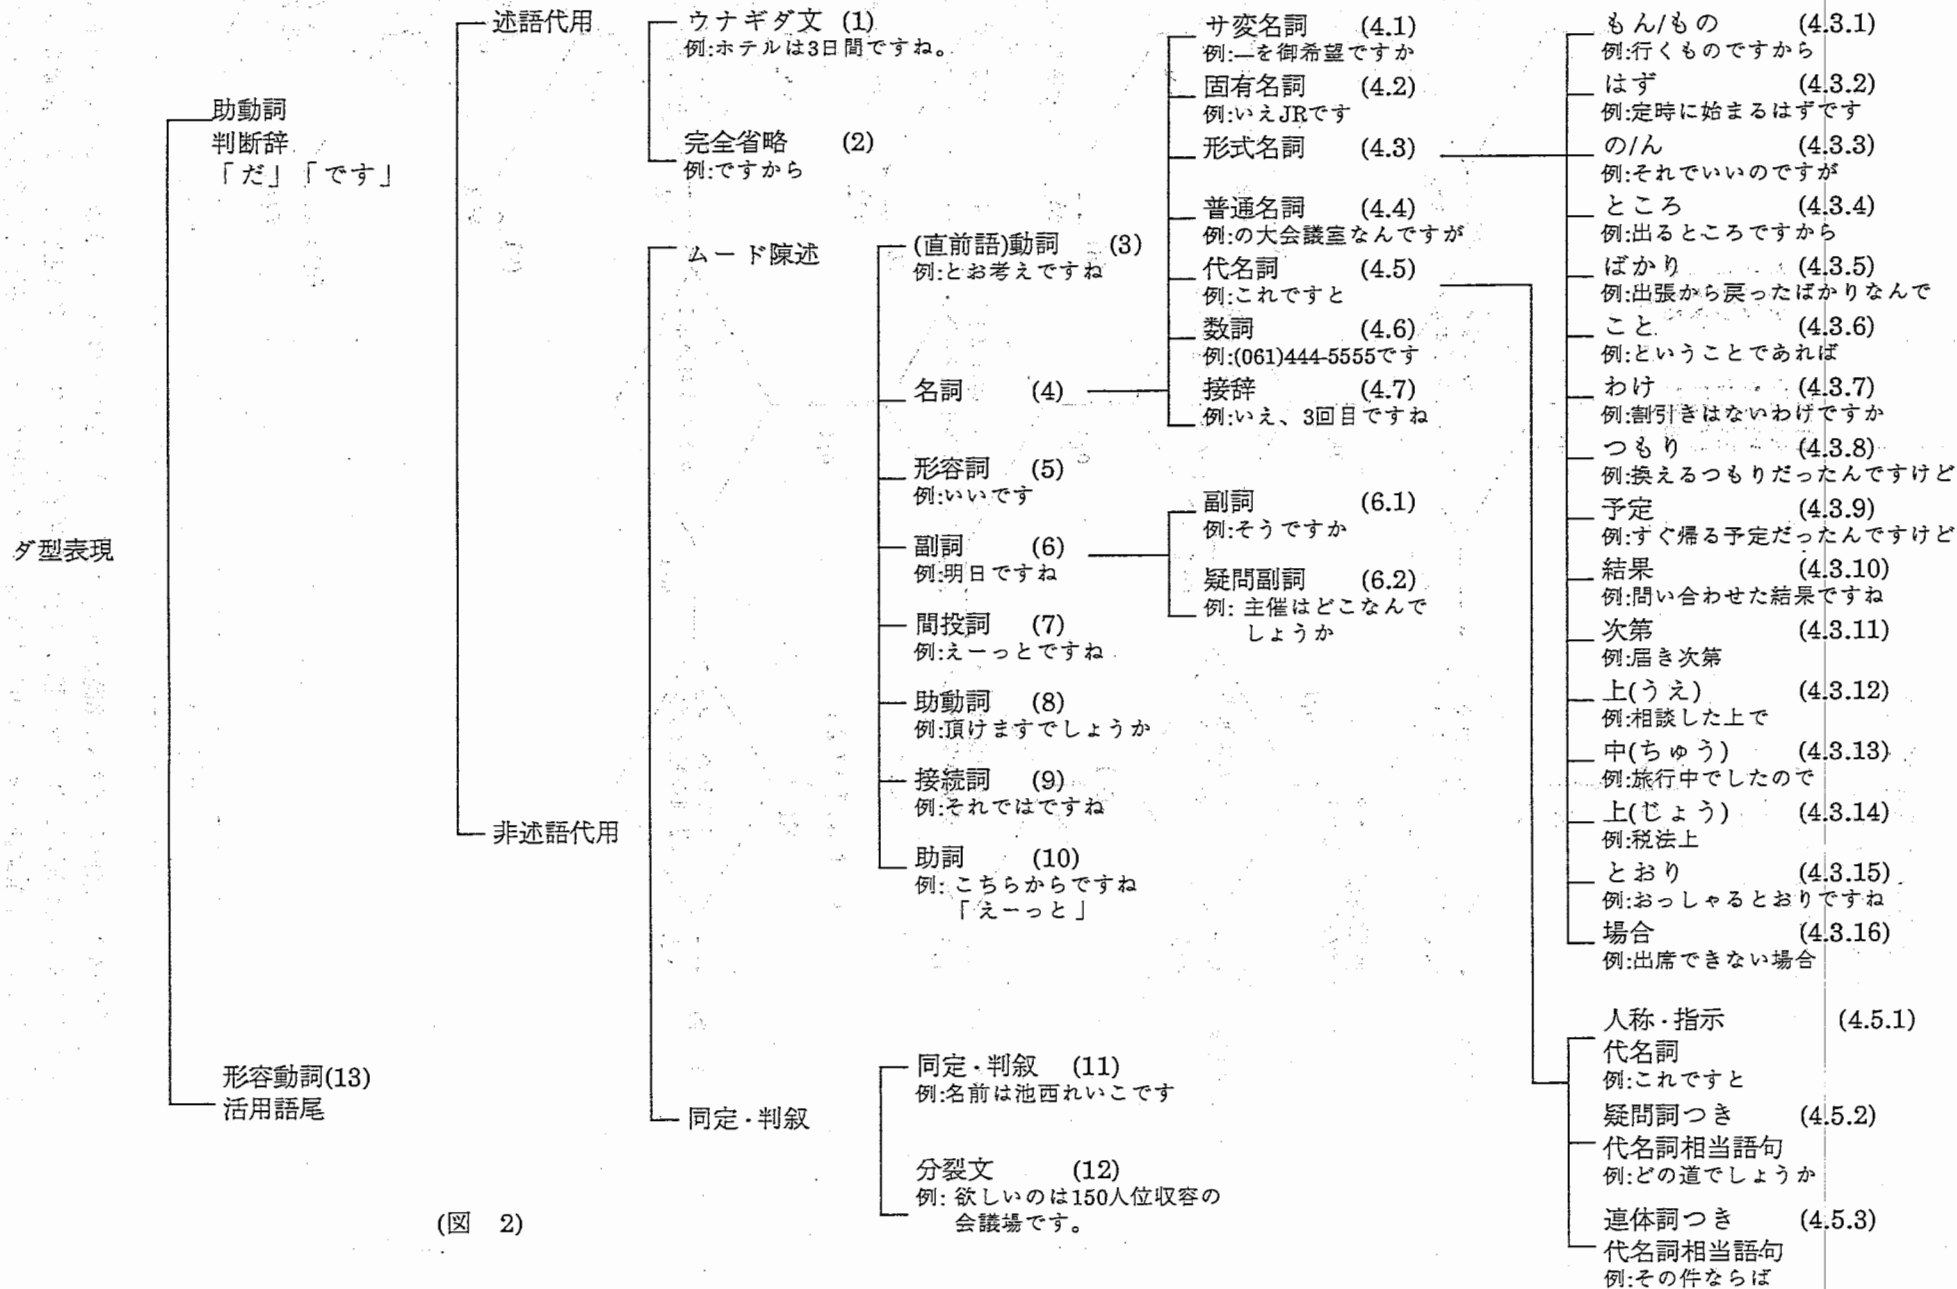 ダ型表現
助動詞
判断辞
「だ」「です」
形容動詞(13)
活用語尾
述語代用
非述語代用
ウナギダ文 (1)
例:ホテルは3日間ですね。
完全省略 (2)
例:ですから
ムード陳述
同定・判叙
(直前語)動詞 (3)
例:とお考えですね
名詞 (4)
形容詞 (5)
例:いいです
副詞 (6)
例:明日ですね
間投詞 (7)
例:えーっとですね
助動詞 (8)
例:頂けますでしょうか
接続詞 (9)
例:それではですね
助詞 (10)
例:こちらからですね
「えーっと」
同定・判叙 (11)
例:名前は池西れいこです
分裂文 (12)
例:欲しいのは150人位収容の
会議場です。
サ変名詞 (4.1)
例:―を御希望ですか
固有名詞 (4.2)
例:いえJRです
形式名詞 (4.3)
普通名詞 (4.4)
例:の大会議室なんですが
代名詞 (4.5)
例:これですと
数詞 (4.6)
例:(061)444-5555です
接辞 (4.7)
例:いえ、3回目ですね
副詞 (6.1)
例:そうですか
疑問副詞 (6.2)
例:主催はどこなんで
しょうか
もん/もの (4.3.1)
例:行くものですから
はず (4.3.2)
例:定時に始まるはずです
の/ん (4.3.3)
例:それでいいのですが
ところ (4.3.4)
例:出るところですから
ばかり (4.3.5)
例:出張から戻ったばかりなんで
こと (4.3.6)
例:ということであれば
わけ (4.3.7)
例:割引きはないわけですか
つもり (4.3.8)
例:換えるつもりだったんですけど
予定 (4.3.9)
例:すぐ帰る予定だったんですけど
結果 (4.3.10)
例:問い合わせた結果ですね
次第 (4.3.11)
例:届き次第
上(うえ) (4.3.12)
例:相談した上で
中(ちゅう) (4.3.13)
例:旅行中でしたので
上(じょう) (4.3.14)
例:税法上
とおり (4.3.15)
例:おっしゃるとおりですね
場合 (4.3.16)
例:出席できない場合
人称・指示 (4.5.1)
代名詞
例:これですと
疑問詞つき (4.5.2)
代名詞相当語句
例:どの道でしょうか
連体詞つき (4.5.3)
代名詞相当語句
例:その件ならば
(図 2)